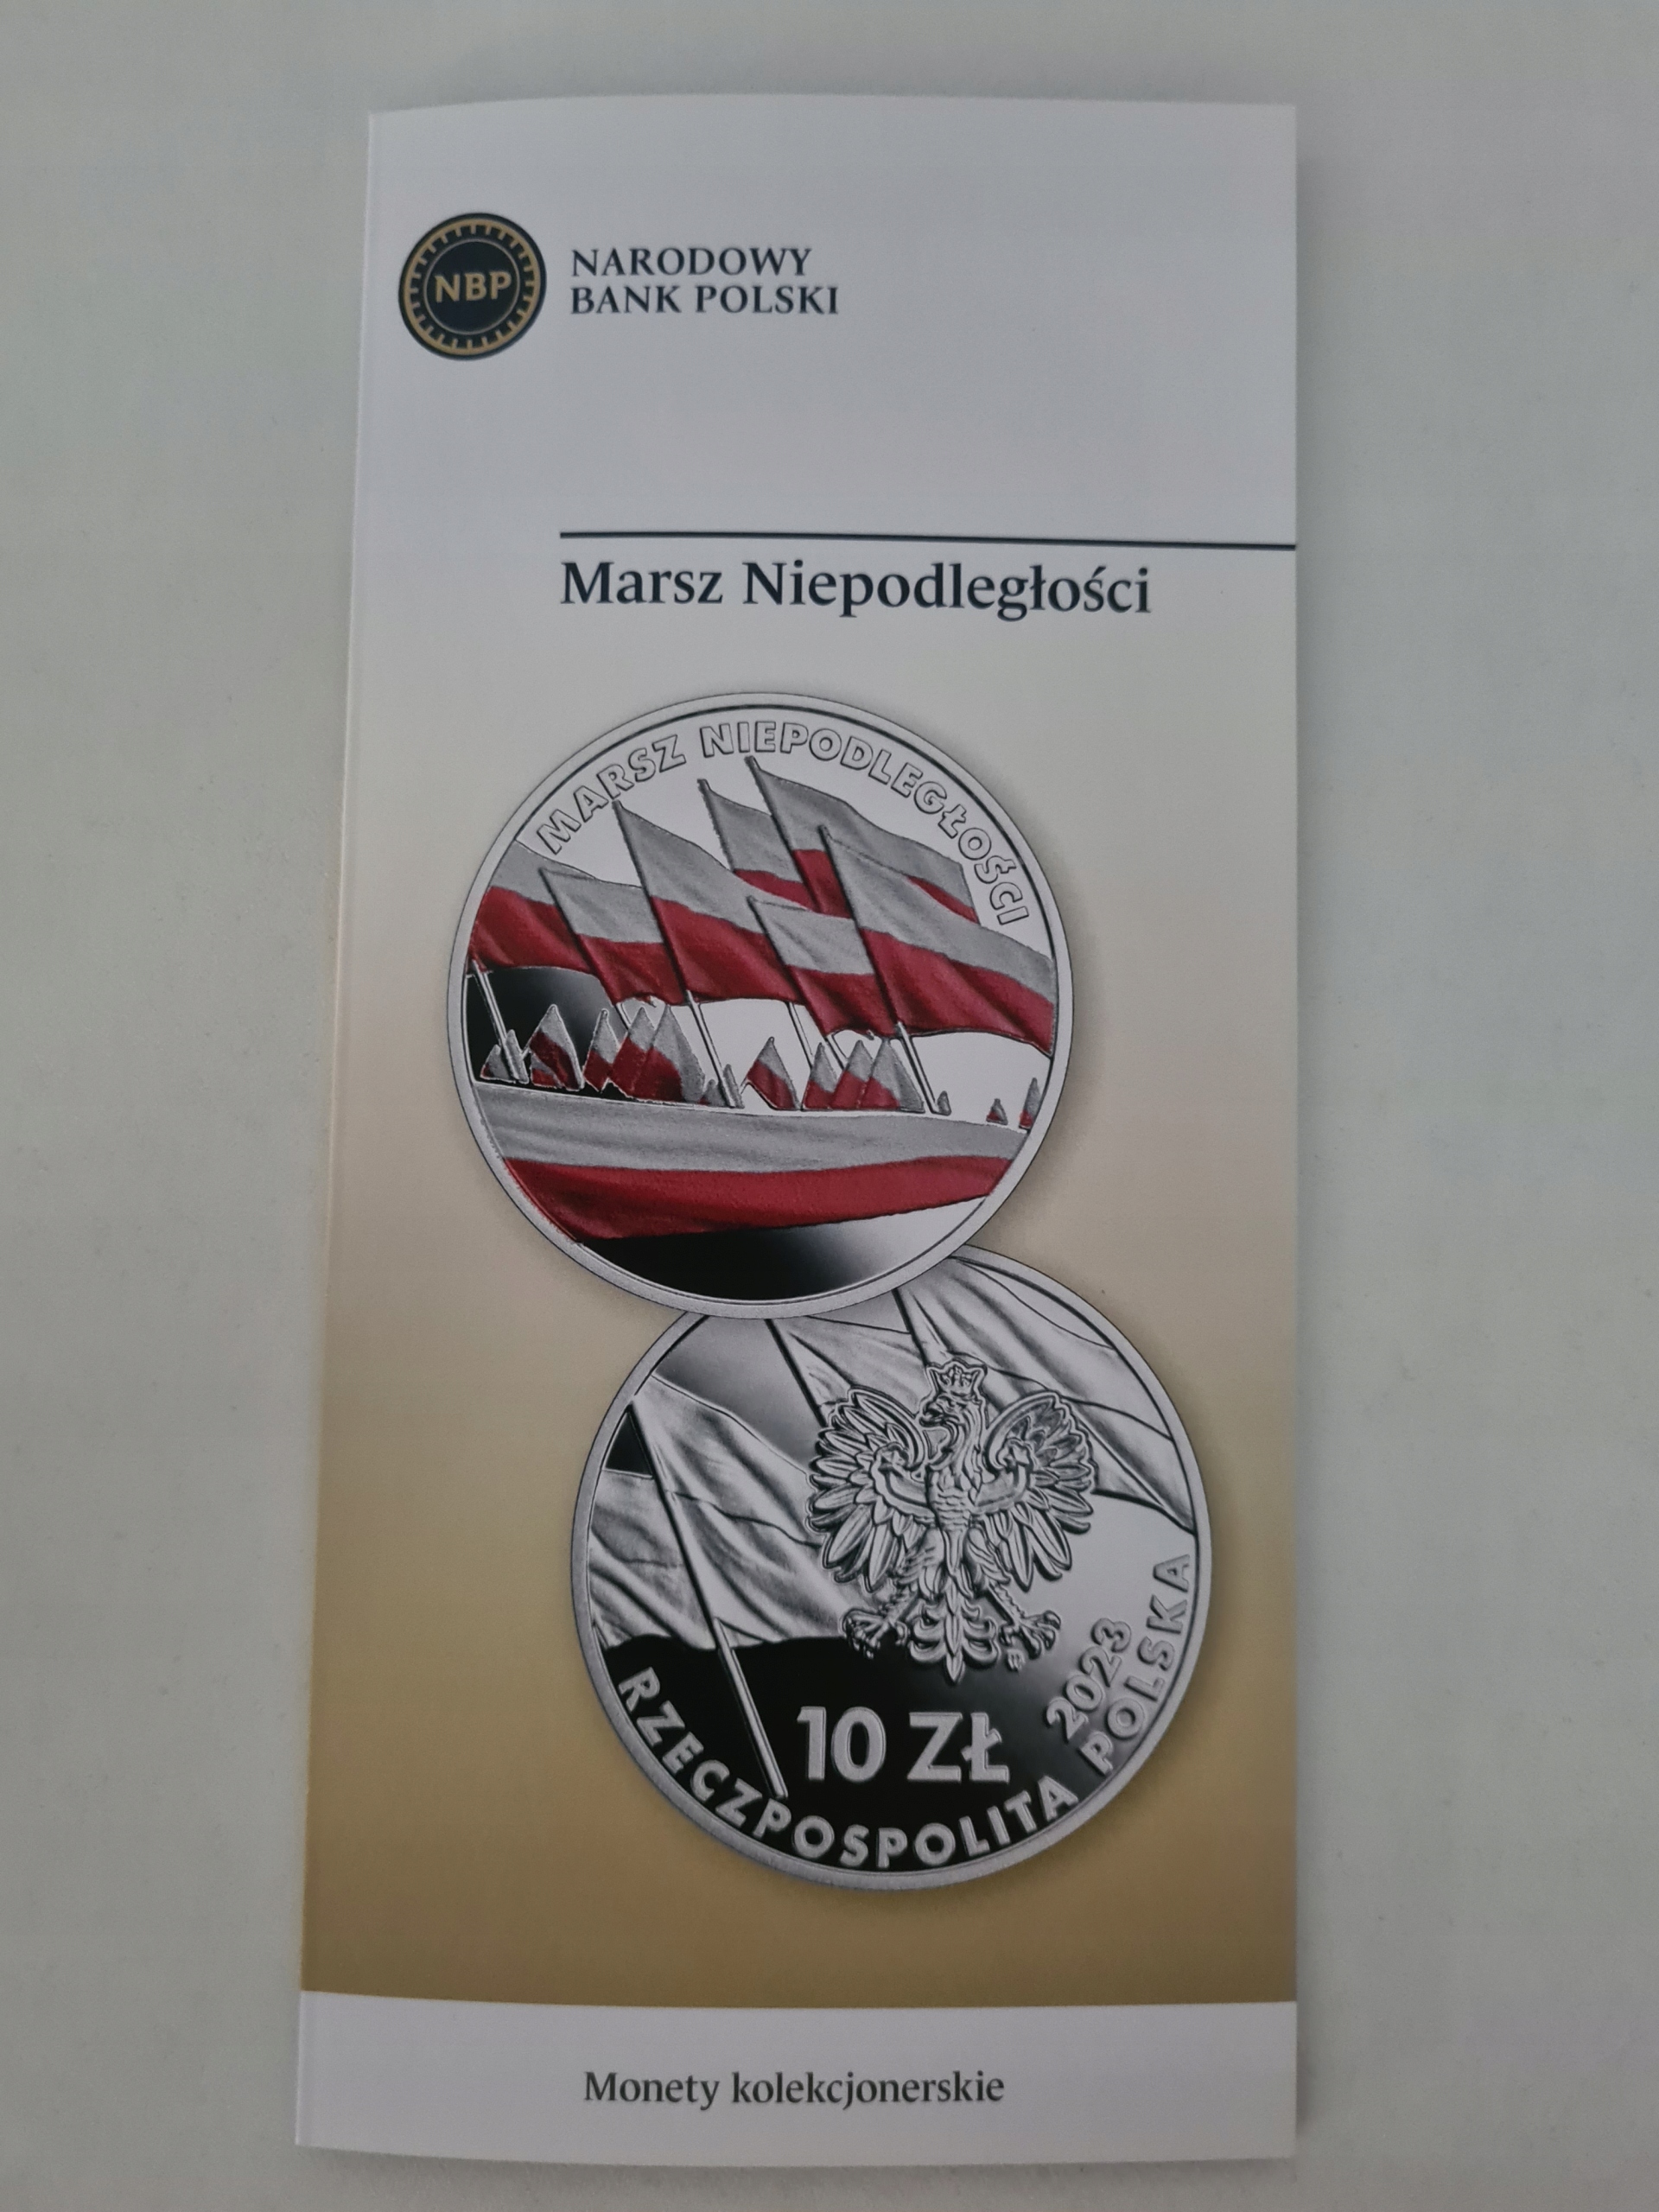 NBP
NARODOWY
BANK POLSKI
Marsz Niepodległości
MARSZ NIEPODLEGŁOŚCI
10 ZŁ
2023
RZECZPOSPOLITA POLSKA
Monety kolekcjonerskie